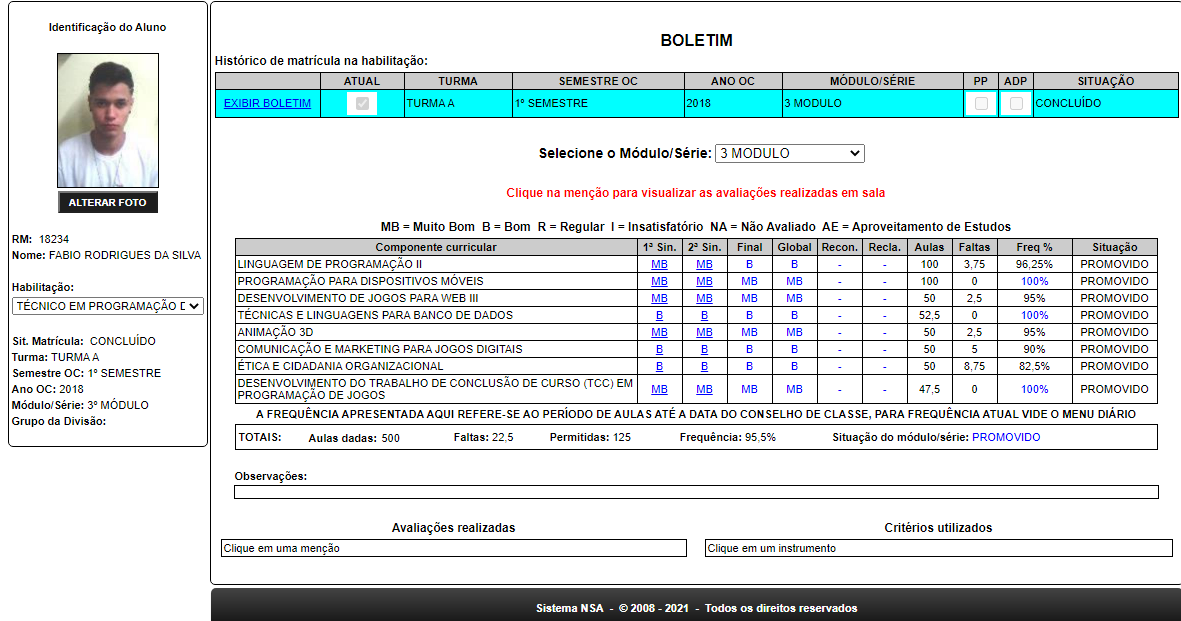 Identificação do Aluno
ALTERAR FOTO
RM: 18234
Nome: FABIO RODRIGUES DA SILVA
Habilitação:
TÉCNICO EM PROGRAMAÇÃO D
Sit. Matrícula: CONCLUÍDO
Turma: TURMA A
Semestre OC: 1º SEMESTRE
Ano OC: 2018
Módulo/Série: 3º MÓDULO
Grupo da Divisão:
BOLETIM
Histórico de matrícula na habilitação:
ATUAL TURMA SEMESTRE OC ANO OC MÓDULO/SÉRIE PP ADP SITUAÇÃO
EXIBIR BOLETIM TURMA A 1º SEMESTRE 2018 3 MODULO CONCLUÍDO
Selecione o Módulo/Série: 3 MODULO
Clique na menção para visualizar as avaliações realizadas em sala
MB = Muito Bom B = Bom R = Regular I = Insatisfatório NA = Não Avaliado AE = Aproveitamento de Estudos
Componente curricular 1ª Sin. 2ª Sin. Final Global Recon. Recla. Aulas Faltas Freq % Situação
LINGUAGEM DE PROGRAMAÇÃO II MB MB B B - - 100 3,75 96,25% PROMOVIDO
PROGRAMAÇÃO PARA DISPOSITIVOS MÓVEIS MB MB MB MB - - 100 0 100% PROMOVIDO
DESENVOLVIMENTO DE JOGOS PARA WEB III MB MB MB MB - - 50 2,5 95% PROMOVIDO
TÉCNICAS E LINGUAGENS PARA BANCO DE DADOS B B B B - - 52,5 0 100% PROMOVIDO
ANIMAÇÃO 3D MB MB MB MB - - 50 2,5 95% PROMOVIDO
COMUNICAÇÃO E MARKETING PARA JOGOS DIGITAIS B B B B - - 50 5 90% PROMOVIDO
ÉTICA E CIDADANIA ORGANIZACIONAL B B B B - - 50 8,75 82,5% PROMOVIDO
DESENVOLVIMENTO DO TRABALHO DE CONCLUSÃO DE CURSO (TCC) EM
PROGRAMAÇÃO DE JOGOS MB MB MB MB - - 47,5 0 100% PROMOVIDO
A FREQUÊNCIA APRESENTADA AQUI REFERE-SE AO PERÍODO DE AULAS ATÉ A DATA DO CONSELHO DE CLASSE, PARA FREQUÊNCIA ATUAL VIDE O MENU DIÁRIO
TOTAIS: Aulas dadas: 500 Faltas: 22,5 Permitidas: 125 Frequência: 95,5% Situação do módulo/série: PROMOVIDO
Observações:
Avaliações realizadas Critérios utilizados
Clique em uma menção Clique em um instrumento
Sistema NSA - © 2008 - 2021 - Todos os direitos reservados